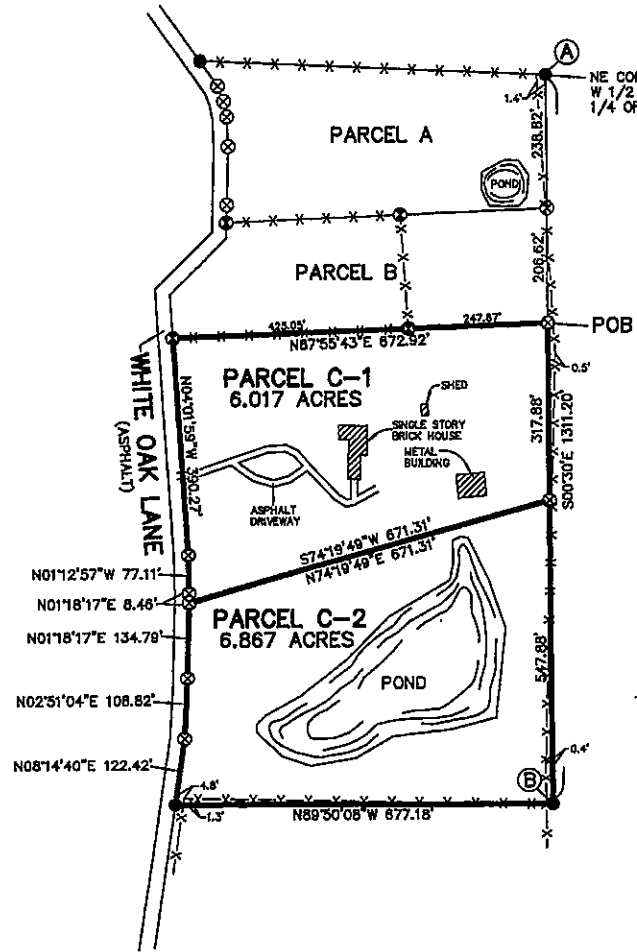 A
NE CO
W 1/2
1/4 OF
1.4'
238.82'
PARCEL A
POND
206.62'
PARCEL B
425.05'
247.87'
N87°55'43"E 672.92'
POB
0.5'
WHITE OAK LANE
(ASPHALT)
N04°01'59"W 390.27'
PARCEL C-1
6.017 ACRES
SHED
SINGLE STORY
BRICK HOUSE
METAL
BUILDING
317.88'
S00°00'30"E 1311.20'
ASPHALT
DRIVEWAY
S74°19'49"W 671.31'
N74°19'49"E 671.31'
N01°12'57"W 77.11'
N01°18'17"E 8.46'
N01°18'17"E 134.79'
PARCEL C-2
6.867 ACRES
POND
547.88'
N02°51'04"E 108.82'
N08°14'40"E 122.42'
0.4'
B
4.8'
1.3'
N89°50'08"W 677.18'